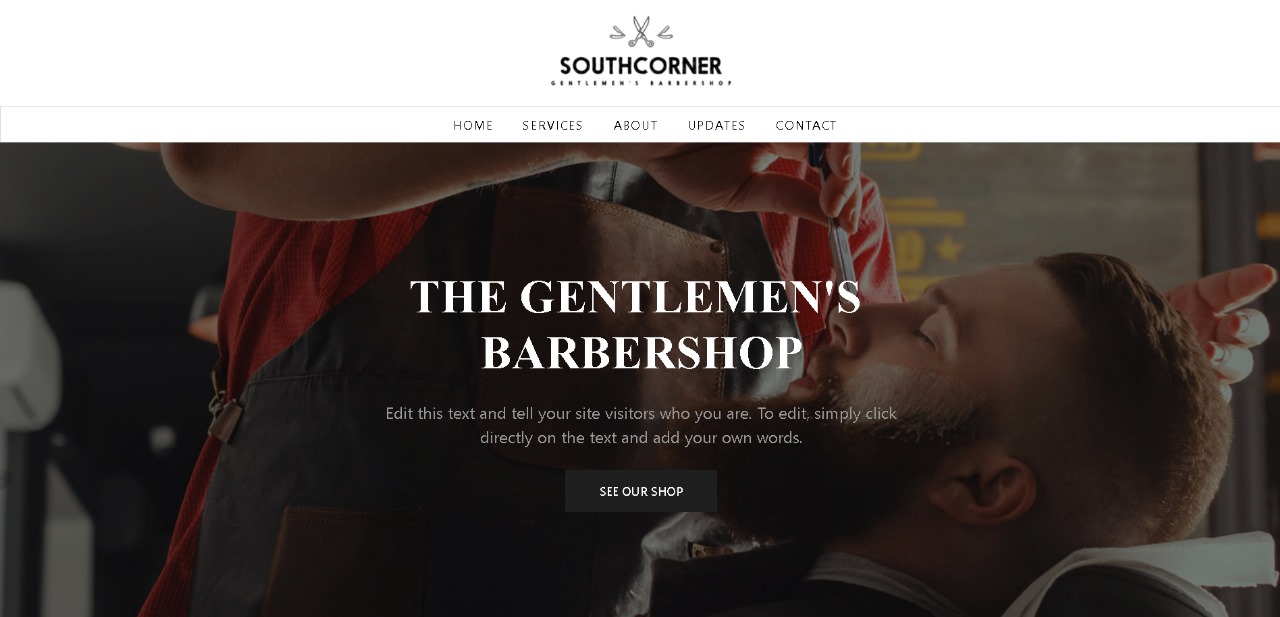 SOUTHCORNER
GENTLEMEN'S BARBERSHOP
HOME SERVICES ABOUT UPDATES CONTACT
THE GENTLEMEN'S
BARBERSHOP
Edit this text and tell your site visitors who you are. To edit, simply click
directly on the text and add your own words.
SEE OUR SHOP